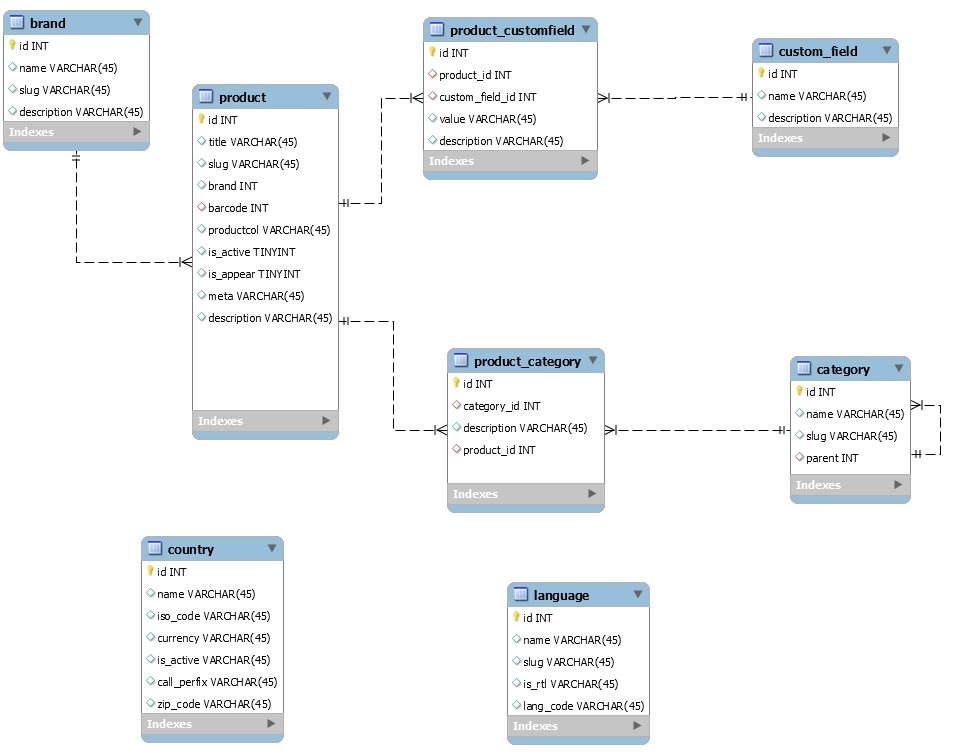 brand
id INT
name VARCHAR(45)
slug VARCHAR(45)
description VARCHAR(45)
Indexes
product
id INT
title VARCHAR(45)
slug VARCHAR(45)
brand INT
barcode INT
productcol VARCHAR(45)
is_active TINYINT
is_appear TINYINT
meta VARCHAR(45)
description VARCHAR(45)
Indexes
product_customfield
id INT
product_id INT
custom_field_id INT
value VARCHAR(45)
description VARCHAR(45)
Indexes
custom_field
id INT
name VARCHAR(45)
description VARCHAR(45)
Indexes
product_category
id INT
category_id INT
description VARCHAR(45)
product_id INT
Indexes
category
id INT
name VARCHAR(45)
slug VARCHAR(45)
parent INT
Indexes
country
id INT
name VARCHAR(45)
iso_code VARCHAR(45)
currency VARCHAR(45)
is_active VARCHAR(45)
call_perfix VARCHAR(45)
zip_code VARCHAR(45)
Indexes
language
id INT
name VARCHAR(45)
slug VARCHAR(45)
is_rtl VARCHAR(45)
lang_code VARCHAR(45)
Indexes